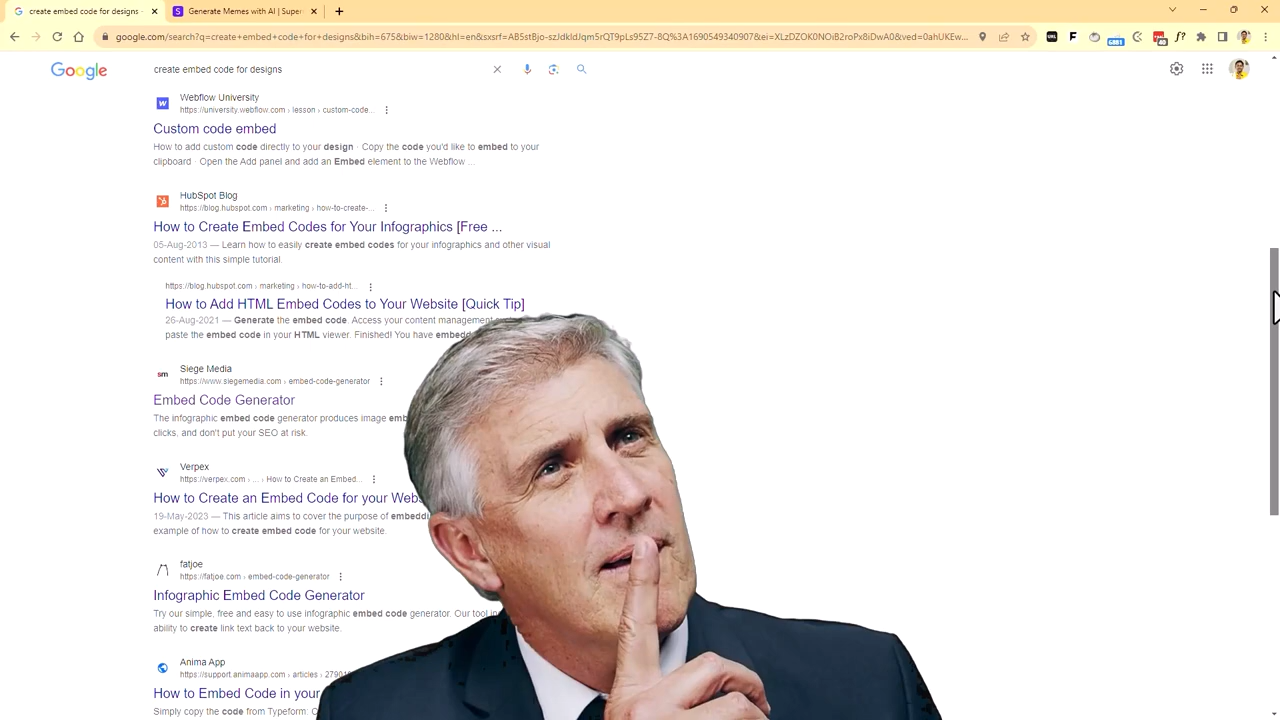 create embed code for designs -
Generate Memes with AI | Super
google.com/search?q=create+embed+code+for+designs&bih=675&biw=1280&hl=en&sxsrf=
Google
create embed code for designs
Webflow University
https://university.webflow.com › lesson › custom-code...
Custom code embed
How to add custom code directly to your design · Copy the code you'd like to embed to your
clipboard · Open the Add panel and add an Embed element to the Webflow ...
HubSpot Blog
https://blog.hubspot.com › marketing › how-to-create-...
How to Create Embed Codes for Your Infographics [Free ...
05-Aug-2013 — Learn how to easily create embed codes for your infographics and other visual
content with this simple tutorial.
https://blog.hubspot.com › marketing › how-to-add-ht...
How to Add HTML Embed Codes to Your Website [Quick Tip]
26-Aug-2021 — Generate the embed code. Access your content management
paste the embed code in your HTML viewer. Finished! You have embed
sm
Siege Media
https://www.siegemedia.com › embed-code-generator
Embed Code Generator
The infographic embed code generator produces image emb
clicks, and don't put your SEO at risk.
Verpex
https://verpex.com › ... › How to Create an Embed...
How to Create an Embed Code for your Webs
19-May-2023 — This article aims to cover the purpose of embeddi
example of how to create embed code for your website.
fatjoe
https://fatjoe.com › embed-code-generator
Infographic Embed Code Generator
Try our simple, free and easy to use infographic embed code generator. Our tool in
ability to create link text back to your website.
Anima App
https://support.animaapp.com › articles ›
How to Embed Code in your
Simply copy the code from Typeform: